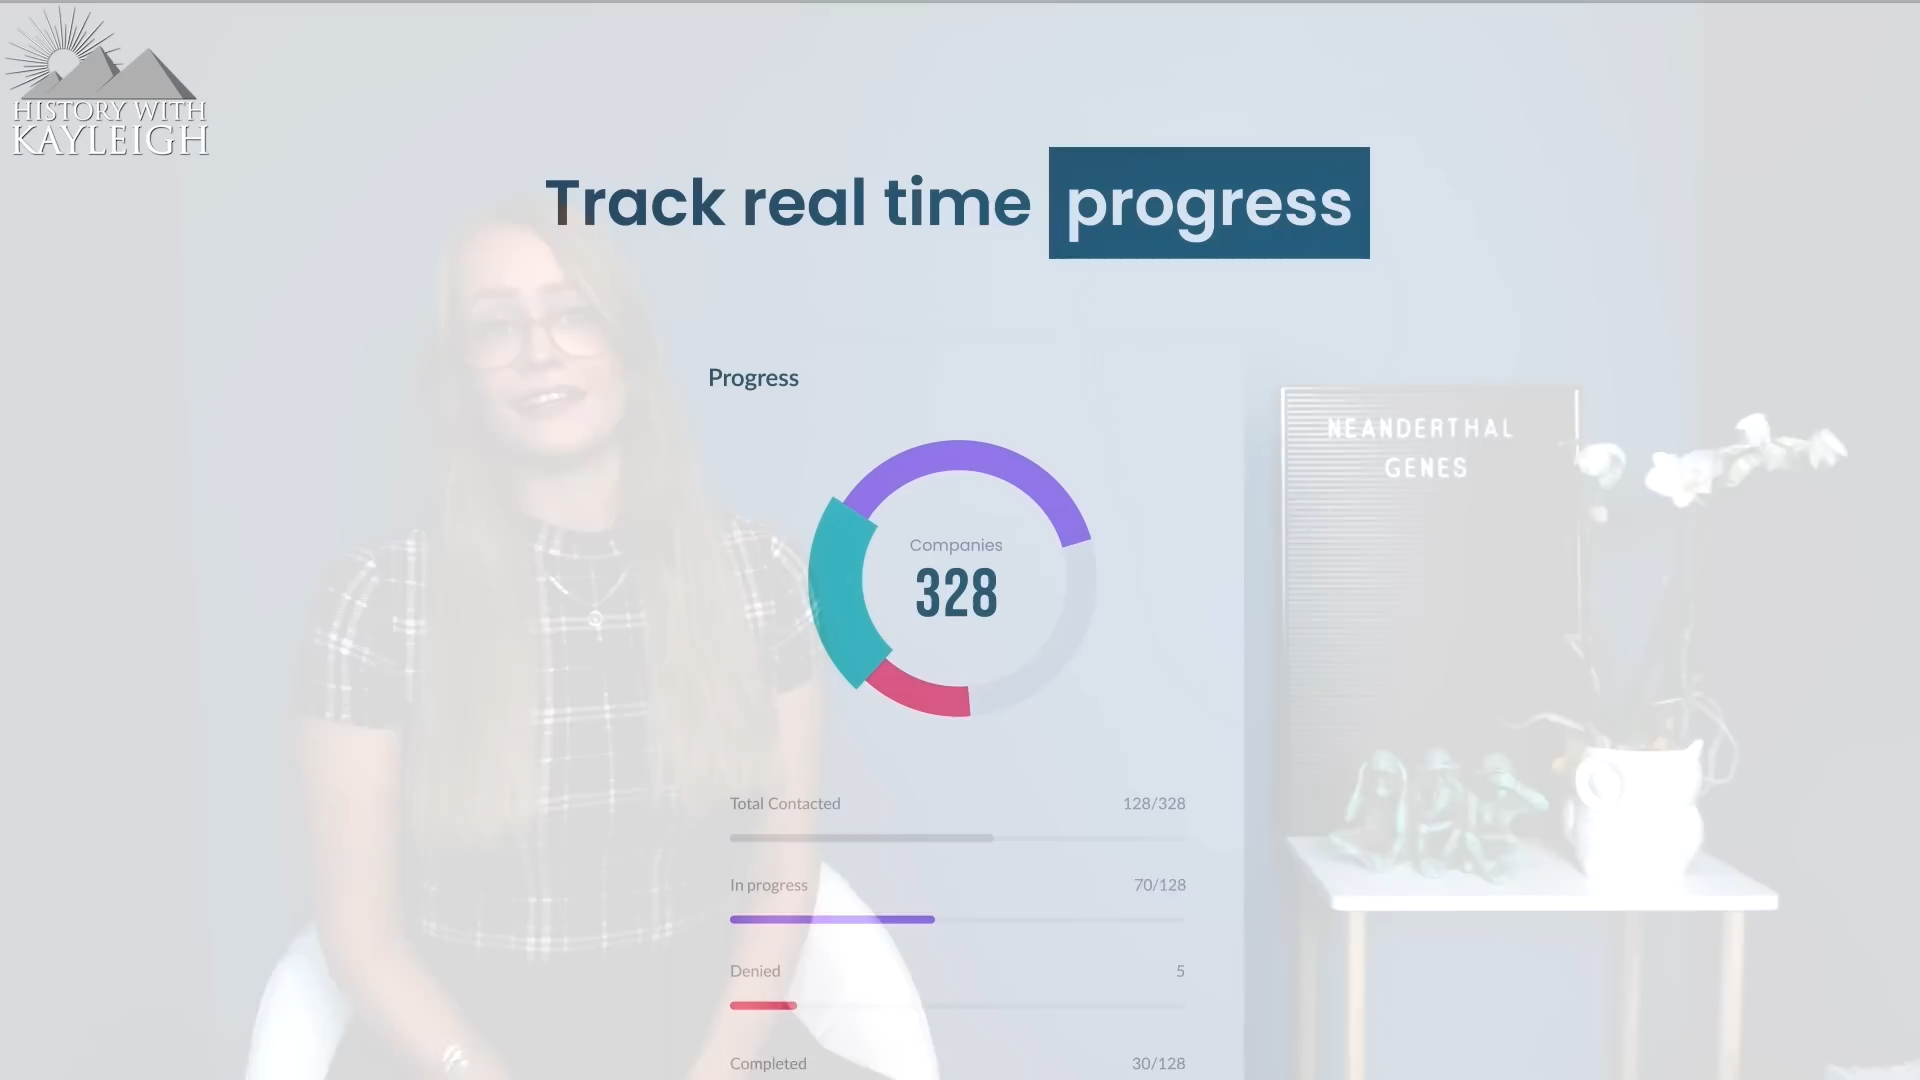 HISTORY WITH
KAYLEIGH
Track real time progress
Progress
NEANDERTHAL
GENES
Companies
328
Total Contacted 128/328
In progress 70/128
Denied 5
Completed 30/128